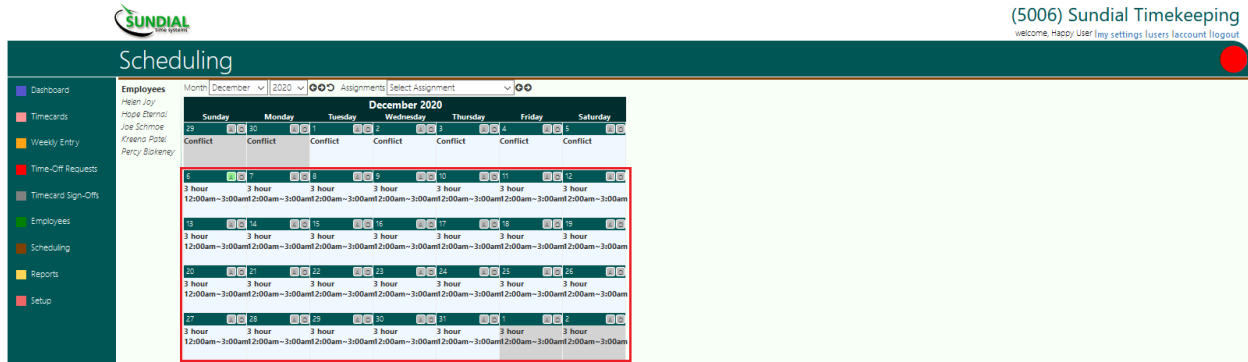 SUNDIAL
time systems
(5006) Sundial Timekeeping
welcome, Happy User |my settings |users |account |logout
Scheduling
Dashboard
Timecards
Weekly Entry
Time-Off Requests
Timecard Sign-Offs
Employees
Scheduling
Reports
Setup
Employees
Helen Joy
Hope Eternal
Joe Schmoe
Kreena Patel
Percy Blakeney
Month December 2020 Assignments Select Assignment
December 2020
Sunday Monday Tuesday Wednesday Thursday Friday Saturday
29 30 1 2 3 4 5
Conflict Conflict Conflict Conflict Conflict Conflict Conflict
6 7 8 9 10 11 12
3 hour 3 hour 3 hour 3 hour 3 hour 3 hour 3 hour
12:00am~3:00am 12:00am~3:00am 12:00am~3:00am 12:00am~3:00am 12:00am~3:00am 12:00am~3:00am 12:00am~3:00am
13 14 15 16 17 18 19
3 hour 3 hour 3 hour 3 hour 3 hour 3 hour 3 hour
12:00am~3:00am 12:00am~3:00am 12:00am~3:00am 12:00am~3:00am 12:00am~3:00am 12:00am~3:00am 12:00am~3:00am
20 21 22 23 24 25 26
3 hour 3 hour 3 hour 3 hour 3 hour 3 hour 3 hour
12:00am~3:00am 12:00am~3:00am 12:00am~3:00am 12:00am~3:00am 12:00am~3:00am 12:00am~3:00am 12:00am~3:00am
27 28 29 30 31 1 2
3 hour 3 hour 3 hour 3 hour 3 hour 3 hour 3 hour
12:00am~3:00am 12:00am~3:00am 12:00am~3:00am 12:00am~3:00am 12:00am~3:00am 12:00am~3:00am 12:00am~3:00am